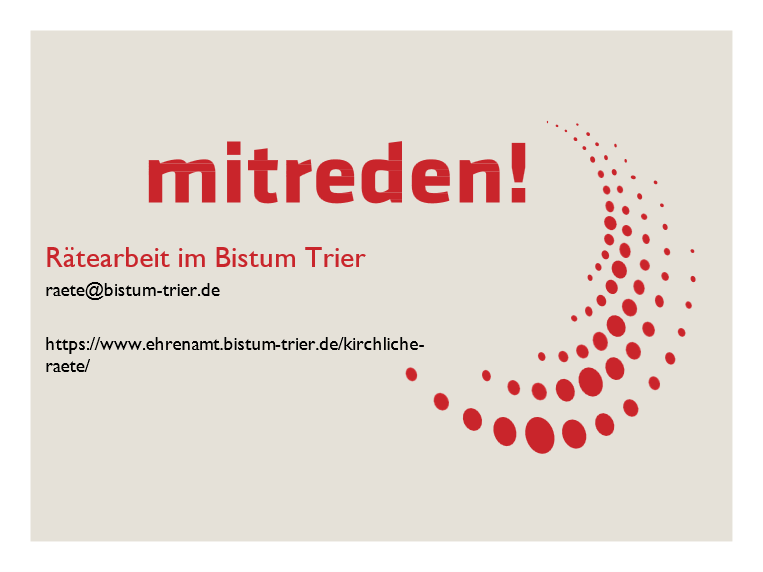 mitreden!
Rätearbeit im Bistum Trier
raete@bistum-trier.de
https://www.ehrenamt.bistum-trier.de/kirchliche-
raete/